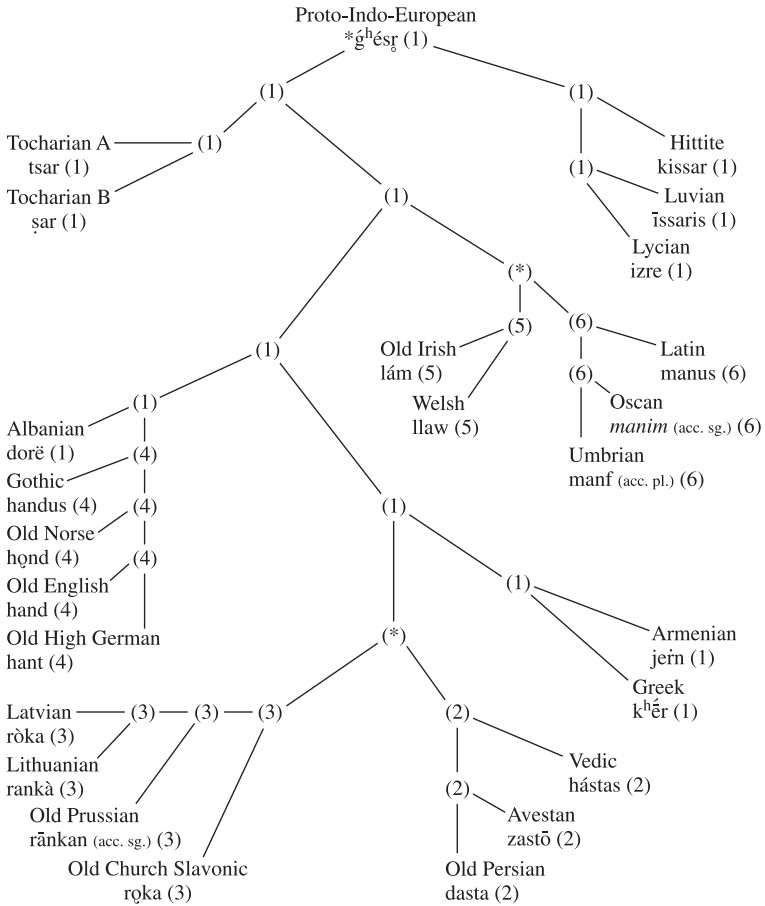 Proto-Indo-European
*ǵʰésr̥ (1)
(1)
(1)
Tocharian A
tsar (1)
(1)
Hittite
kissar (1)
Tocharian B
ṣar (1)
(1)
(1)
Luvian
īssaris (1)
Lycian
izre (1)
(*)
(5)
(6)
Old Irish
lám (5)
Latin
manus (6)
(1)
(6)
Welsh
llaw (5)
Oscan
manim (acc. sg.) (6)
Umbrian
manf (acc. pl.) (6)
(1)
Albanian
dorë (1)
(4)
Gothic
handus (4)
(4)
(1)
Old Norse
hǫnd (4)
(4)
Old English
hand (4)
(1)
Old High German
hant (4)
(*)
Armenian
jeṙn (1)
Greek
kʰḗr (1)
Latvian
ròka (3)
(3)
(3)
(3)
(2)
Lithuanian
rankà (3)
Vedic
hástas (2)
(2)
Old Prussian
rānkan (acc. sg.) (3)
Avestan
zastō (2)
Old Church Slavonic
rǫka (3)
Old Persian
dasta (2)